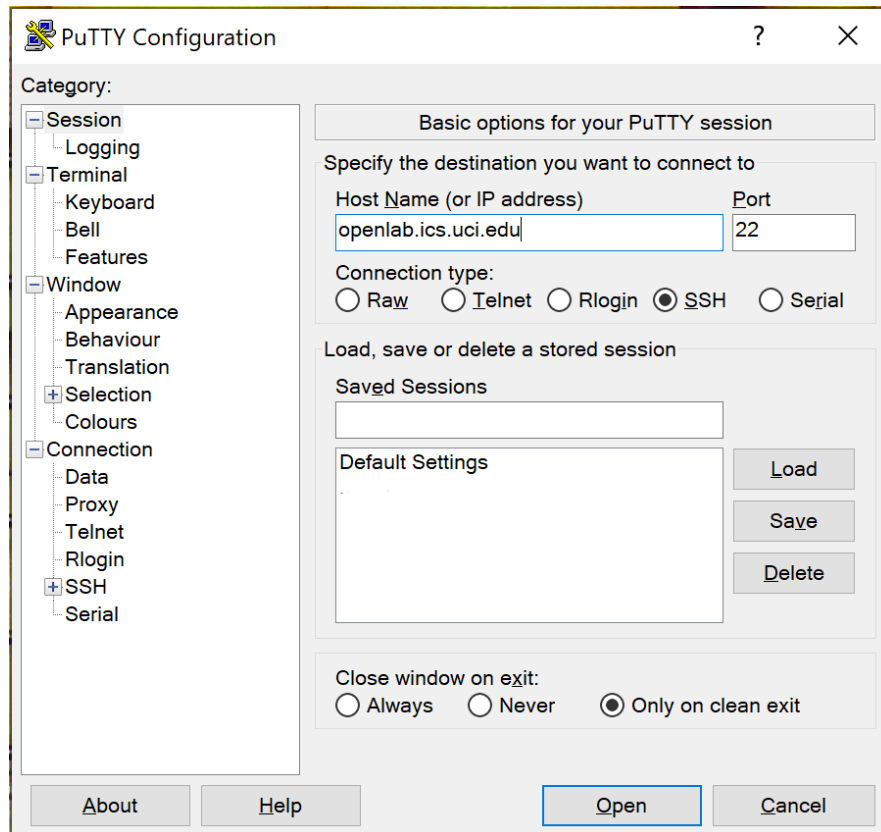 PuTTY Configuration
?
Category:
Session
Logging
Terminal
Keyboard
Bell
Features
Window
Appearance
Behaviour
Translation
Selection
Colours
Connection
Data
Proxy
Telnet
Rlogin
SSH
Serial
Basic options for your PuTTY session
Specify the destination you want to connect to
Host Name (or IP address) Port
openlab.ics.uci.edu 22
Connection type:
Raw Telnet Rlogin SSH Serial
Load, save or delete a stored session
Saved Sessions
Default Settings
Load
Save
Delete
Close window on exit:
Always Never Only on clean exit
About Help Open Cancel